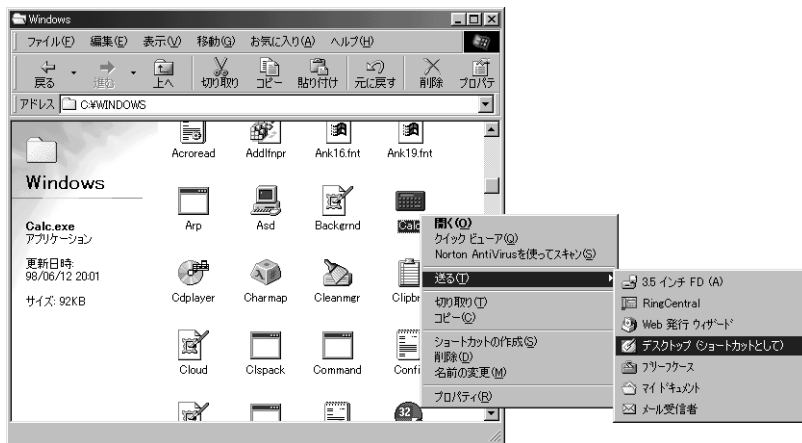 Windows
ファイル(F) 編集(E) 表示(V) 移動(G) お気に入り(A) ヘルプ(H)
戻る 進む 上へ 切り取り コピー 貼り付け 元に戻す 削除 プロパテ
アドレス C:¥WINDOWS
Windows
Calc.exe
アプリケーション
更新日時:
98/06/12 20:01
サイズ: 92KB
Acroread AddIfnpr Ank16.fnt Ank19.fnt
Arp Asd Backgrnd Calc
Cdplayer Charmap Cleanmgr Clipbr
Cloud Clspack Command Confi
32
開く(O)
クイック ビューア(Q)
Norton AntiVirusを使ってスキャン(S)
送る(T)
切り取り(T)
コピー(C)
ショートカットの作成(S)
削除(D)
名前の変更(M)
プロパティ(R)
3.5 インチ FD (A)
RingCentral
Web 発行 ウィザード
デスクトップ (ショートカットとして)
ブリーフケース
マイ ドキュメント
メール受信者